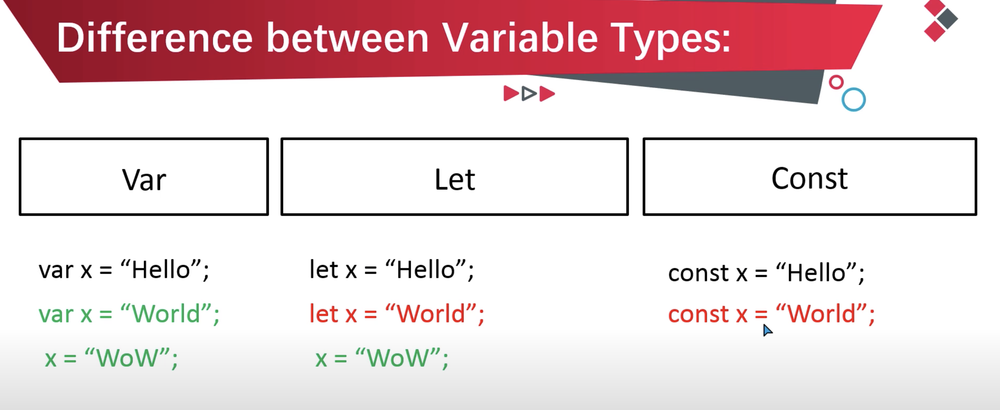 Difference between Variable Types:
Var
Let
Const
var x = “Hello”;
var x = “World”;
x = “WoW”;
let x = “Hello”;
let x = “World”;
x = “WoW”;
const x = “Hello”;
const x = “World”;